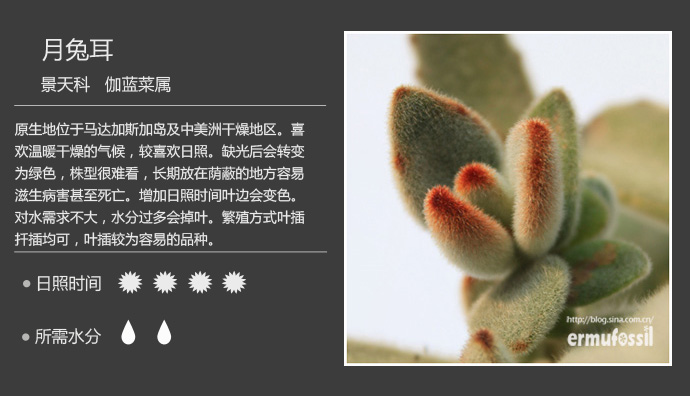 月兔耳
景天科 伽蓝菜属
原生地位于马达加斯加岛及中美洲干燥地区。喜
欢温暖干燥的气候，较喜欢日照。缺光后会转变
为绿色，株型很难看，长期放在荫蔽的地方容易
滋生病害甚至死亡。增加日照时间叶边会变色。
对水需求不大，水分过多会掉叶。繁殖方式叶插
扦插均可，叶插较为容易的品种。
日照时间
所需水分
http://blog.sina.com.cn/
ermufossil